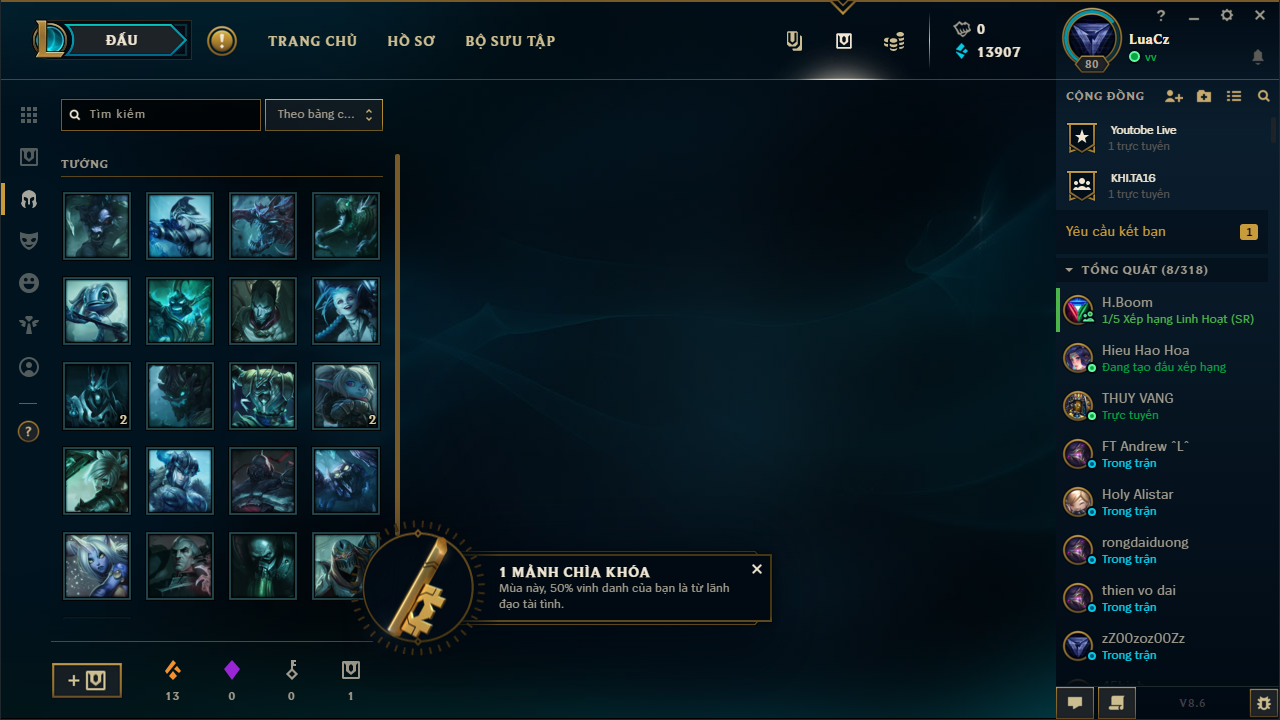 ĐẤU
TRANG CHỦ
HỒ SƠ
BỘ SƯU TẬP
0
13907
80
LuaCz
vv
Tìm kiếm
Theo bảng c...
TƯỚNG
2
2
1 MẢNH CHÌA KHÓA
Mùa này, 50% vinh danh của bạn là từ lãnh
đạo tài tình.
13
0
0
1
CỘNG ĐỒNG
Youtobe Live
1 trực tuyến
KHI.TA16
1 trực tuyến
Yêu cầu kết bạn
1
TỔNG QUÁT (8/318)
H.Boom
1/5 Xếp hạng Linh Hoạt (SR)
Hieu Hao Hoa
Đang tạo đấu xếp hạng
THUY VANG
Trực tuyến
FT Andrew ˆLˆ
Trong trận
Holy Alistar
Trong trận
rongdaiduong
Trong trận
thien vo dai
Trong trận
zZ00zoz00Zz
Trong trận
V8.6